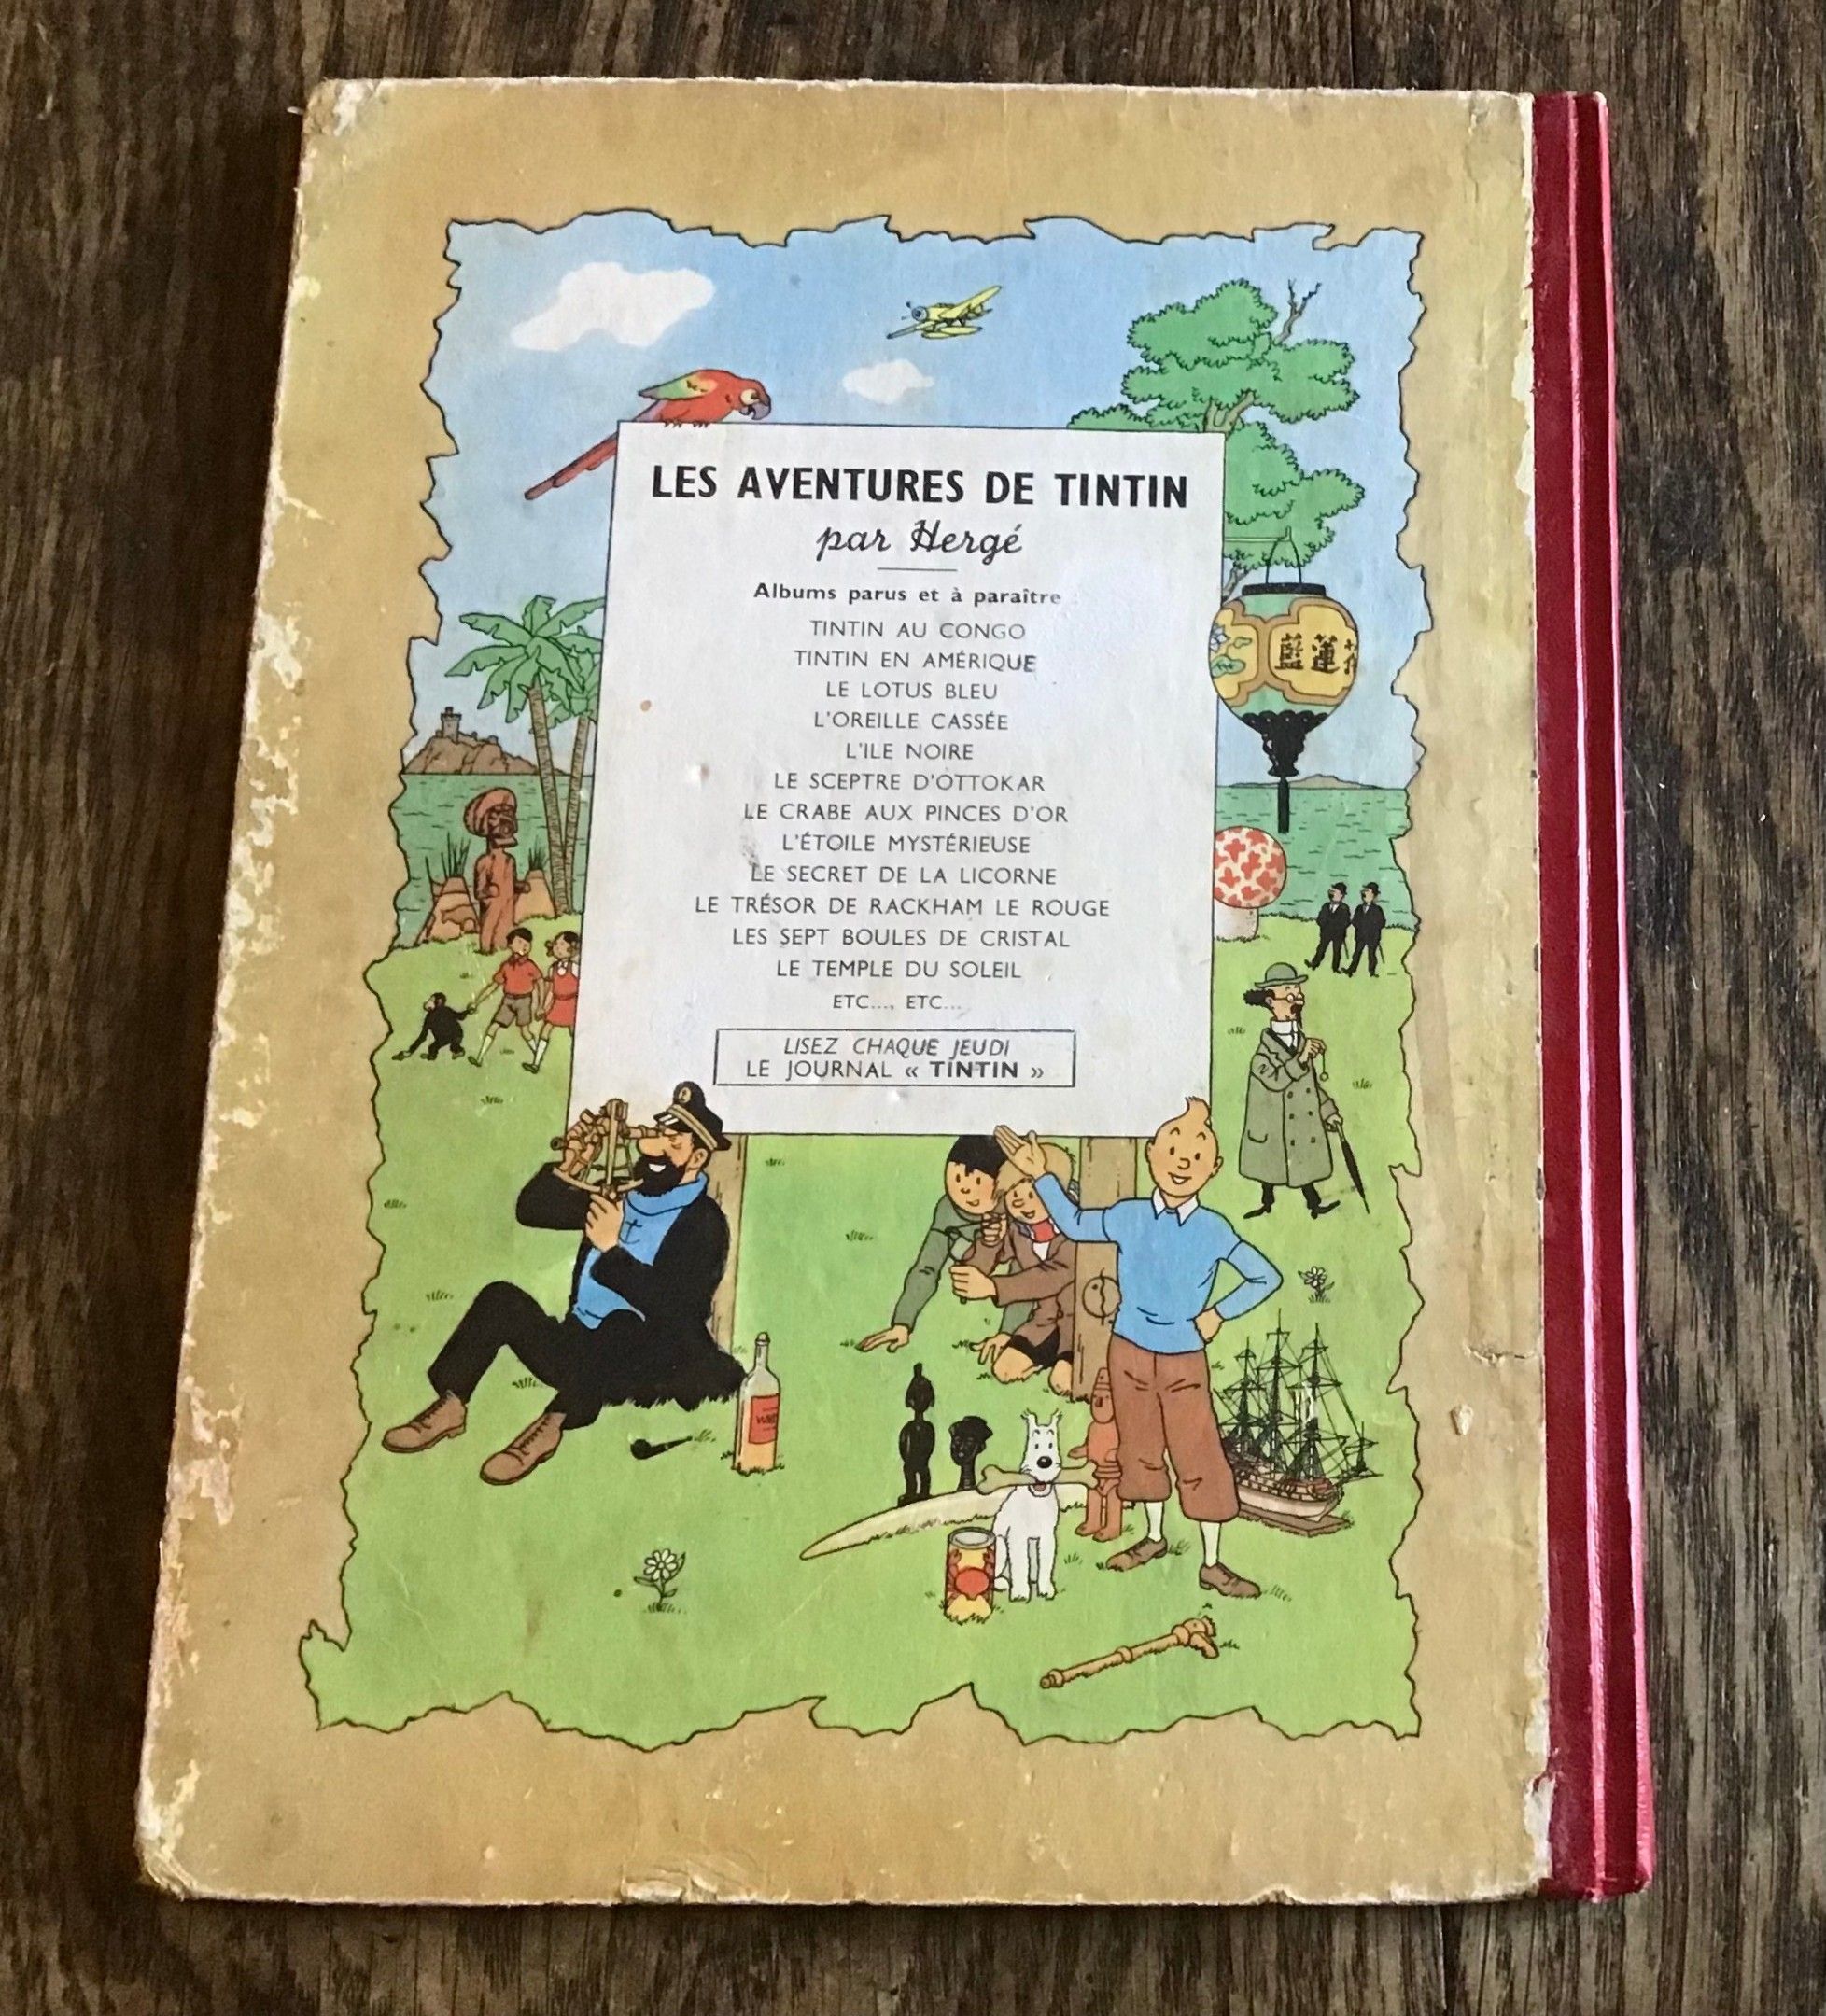 LES AVENTURES DE TINTIN
par Hergé
Albums parus et à paraître :
TINTIN AU CONGO
TINTIN EN AMÉRIQUE
LE LOTUS BLEU
L'OREILLE CASSÉE
L'ILE NOIRE
LE SCEPTRE D'OTTOKAR
LE CRABE AUX PINCES D'OR
L'ÉTOILE MYSTÉRIEUSE
LE SECRET DE LA LICORNE
LE TRÉSOR DE RACKHAM LE ROUGE
LES SEPT BOULES DE CRISTAL
LE TEMPLE DU SOLEIL
ETC..., ETC...
LISEZ CHAQUE JEUDI
LE JOURNAL « TINTIN »
藍蓮